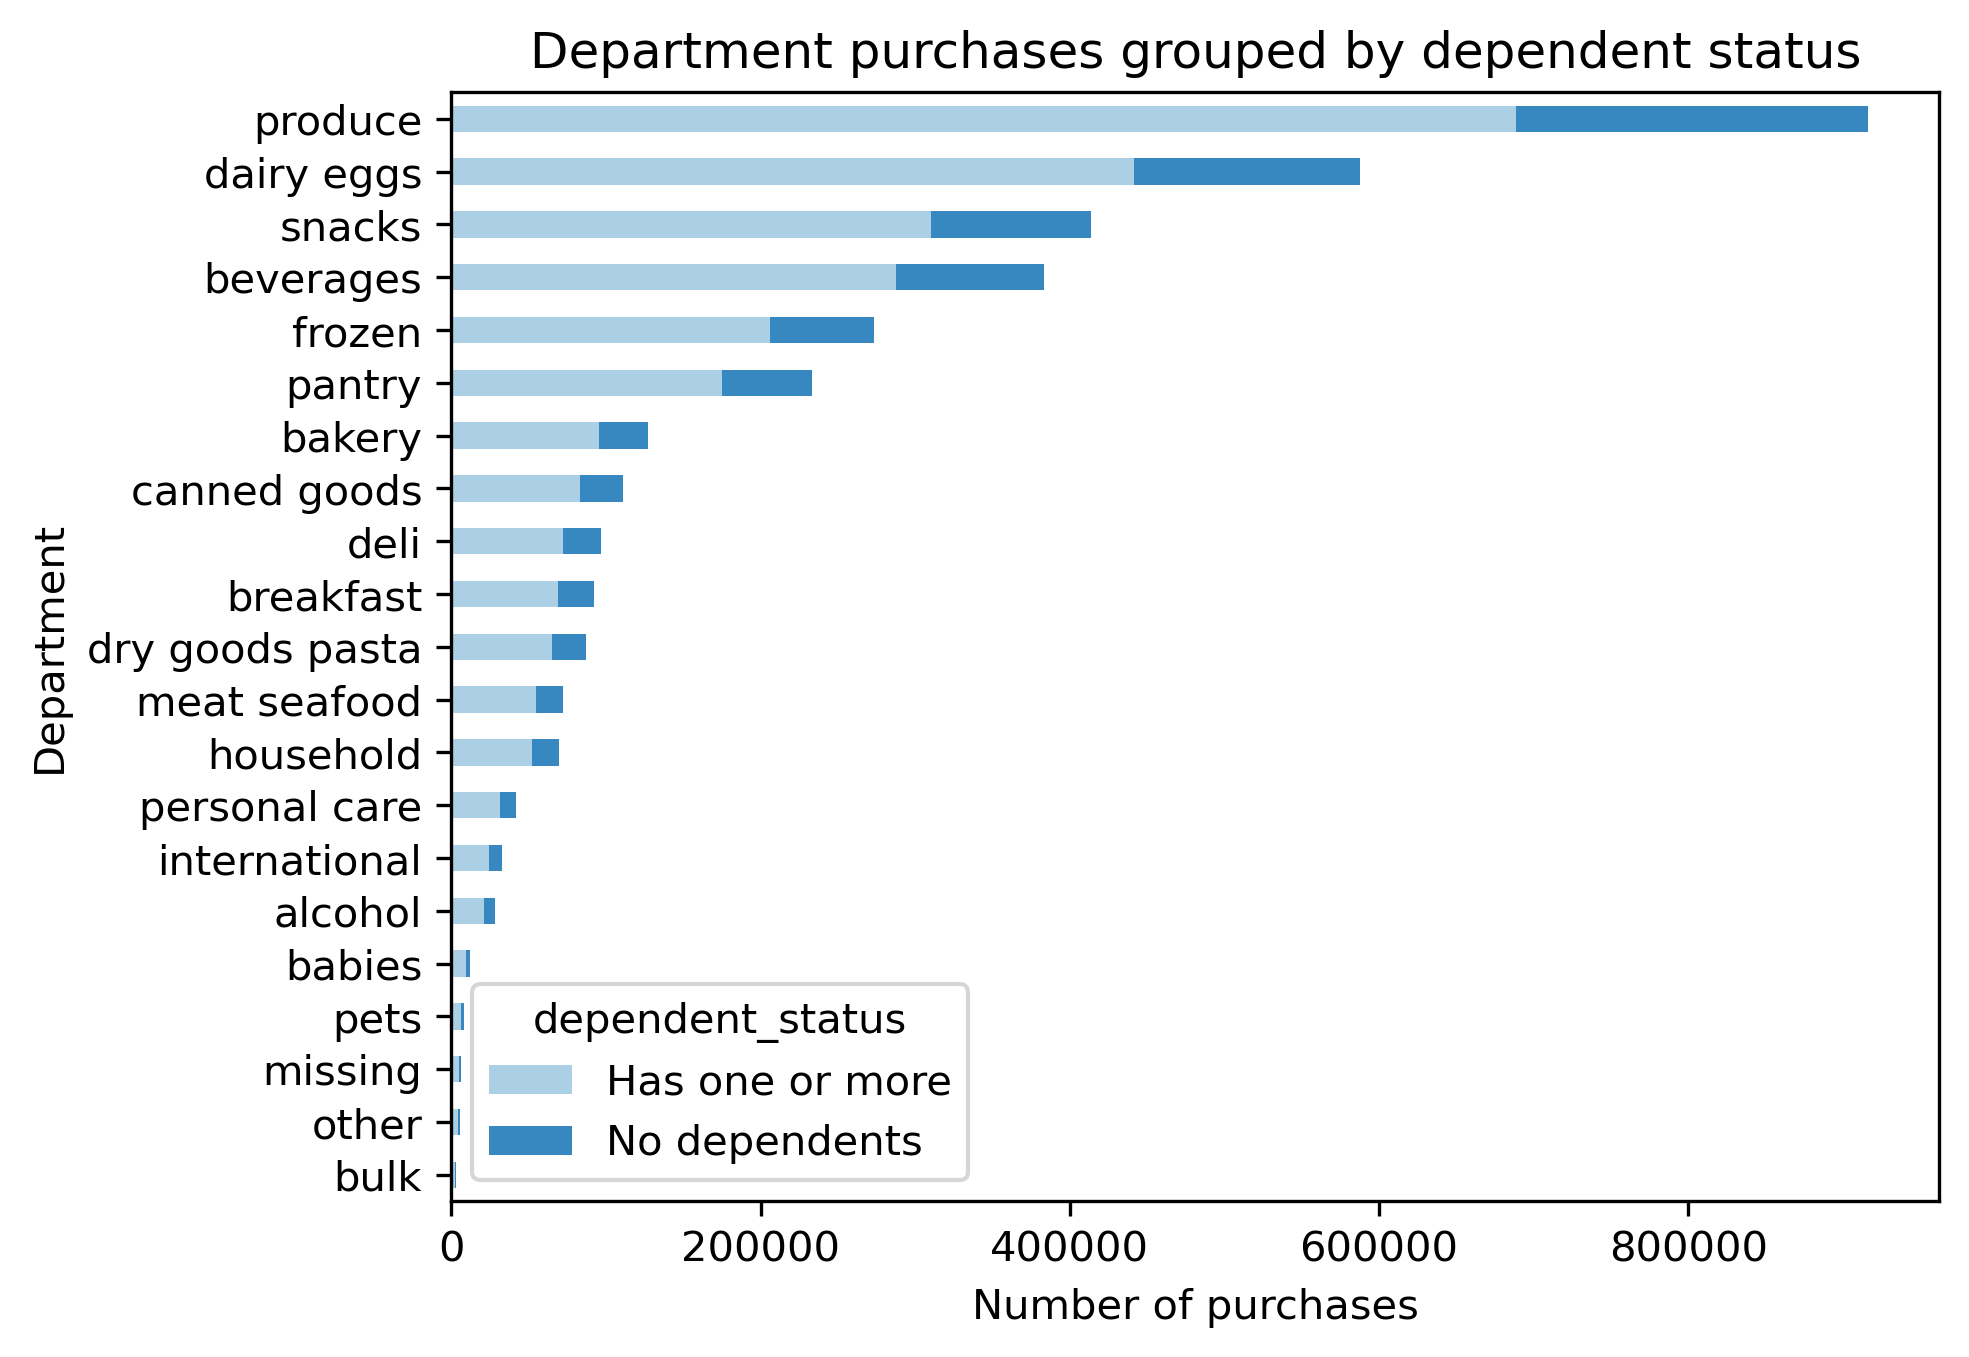 Department purchases grouped by dependent status
produce
dairy eggs
snacks
beverages
frozen
pantry
bakery
canned goods
deli
breakfast
dry goods pasta
meat seafood
household
personal care
international
alcohol
babies
pets
missing
other
bulk
Department
dependent_status
Has one or more
No dependents
0 200000 400000 600000 800000
Number of purchases